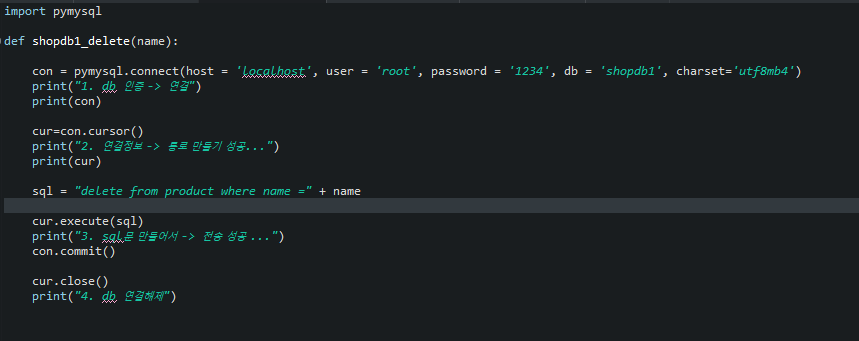 import pymysql
def shopdb1_delete(name):
con = pymysql.connect(host = 'localhost', user = 'root', password = '1234', db = 'shopdb1', charset='utf8mb4')
print("1. db 인증 -> 연결")
print(con)
cur=con.cursor()
print("2. 연결정보 -> 통로 만들기 성공...")
print(cur)
sql = "delete from product where name =" + name
cur.execute(sql)
print("3. sql문 만들어서 -> 전송 성공 ...")
con.commit()
cur.close()
print("4. db 연결해제")